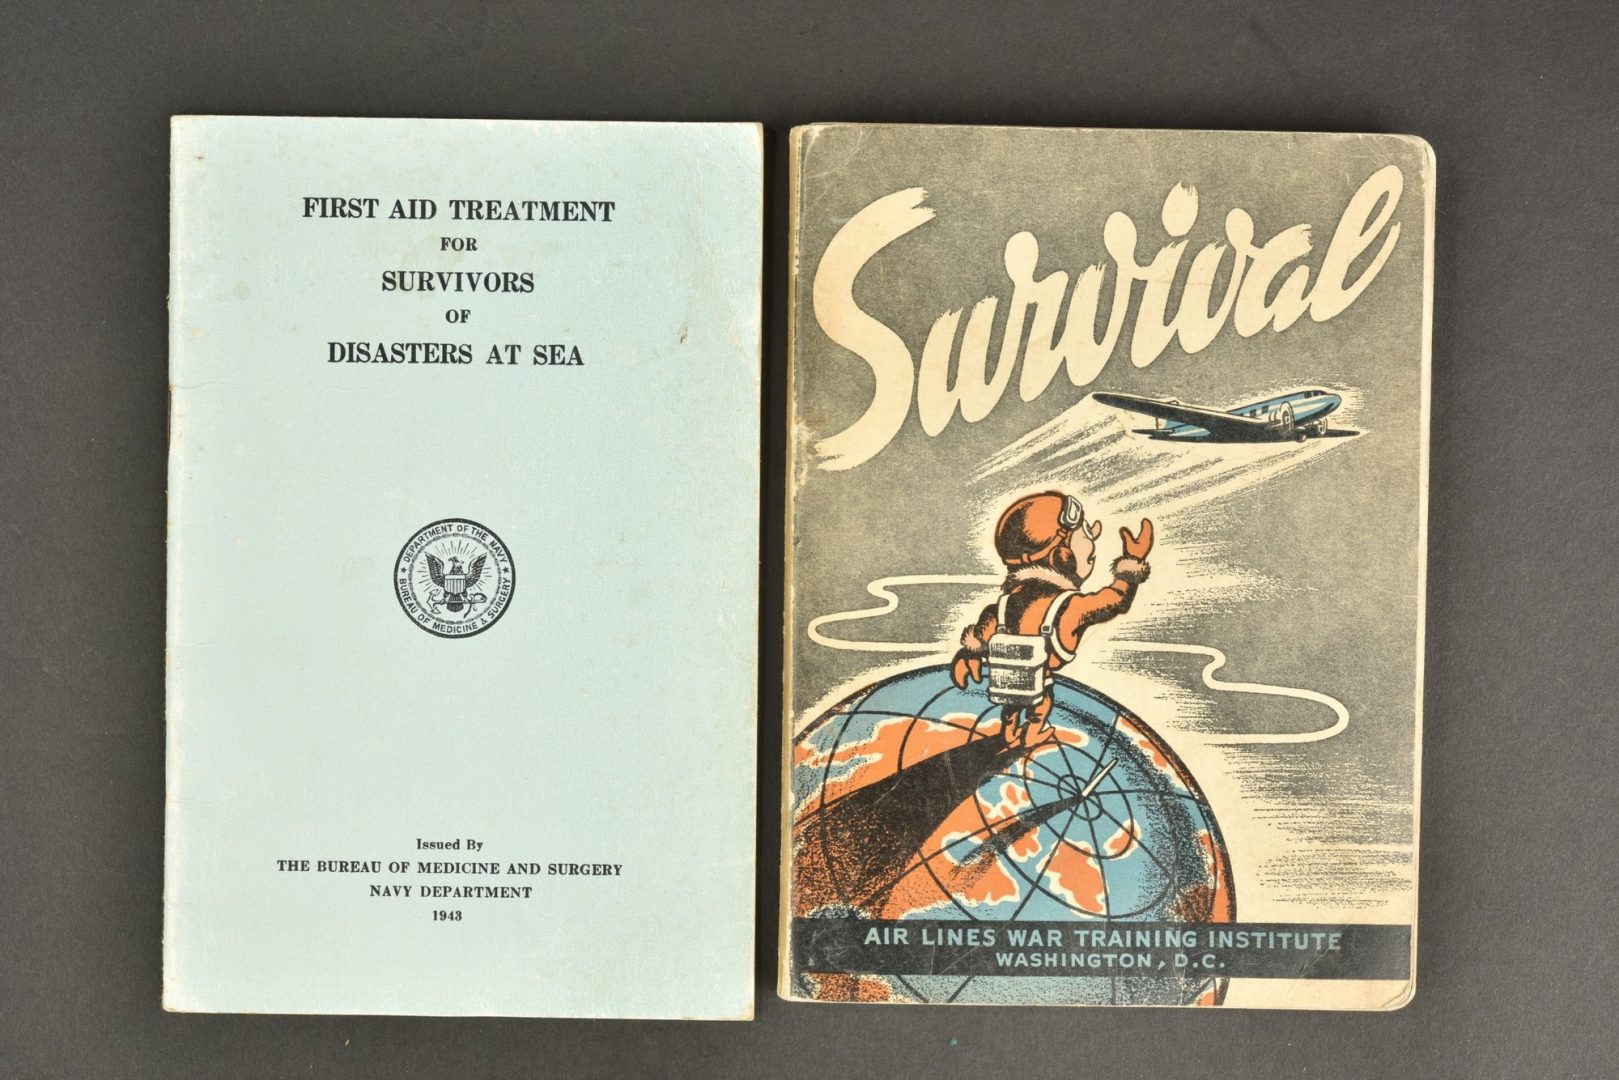 FIRST AID TREATMENT
FOR
SURVIVORS
OF
DISASTERS AT SEA
DEPARTMENT OF THE NAVY
BUREAU OF MEDICINE & SURGERY
Issued By
THE BUREAU OF MEDICINE AND SURGERY
NAVY DEPARTMENT
1943
Survival
AIR LINES WAR TRAINING INSTITUTE
WASHINGTON, D.C.